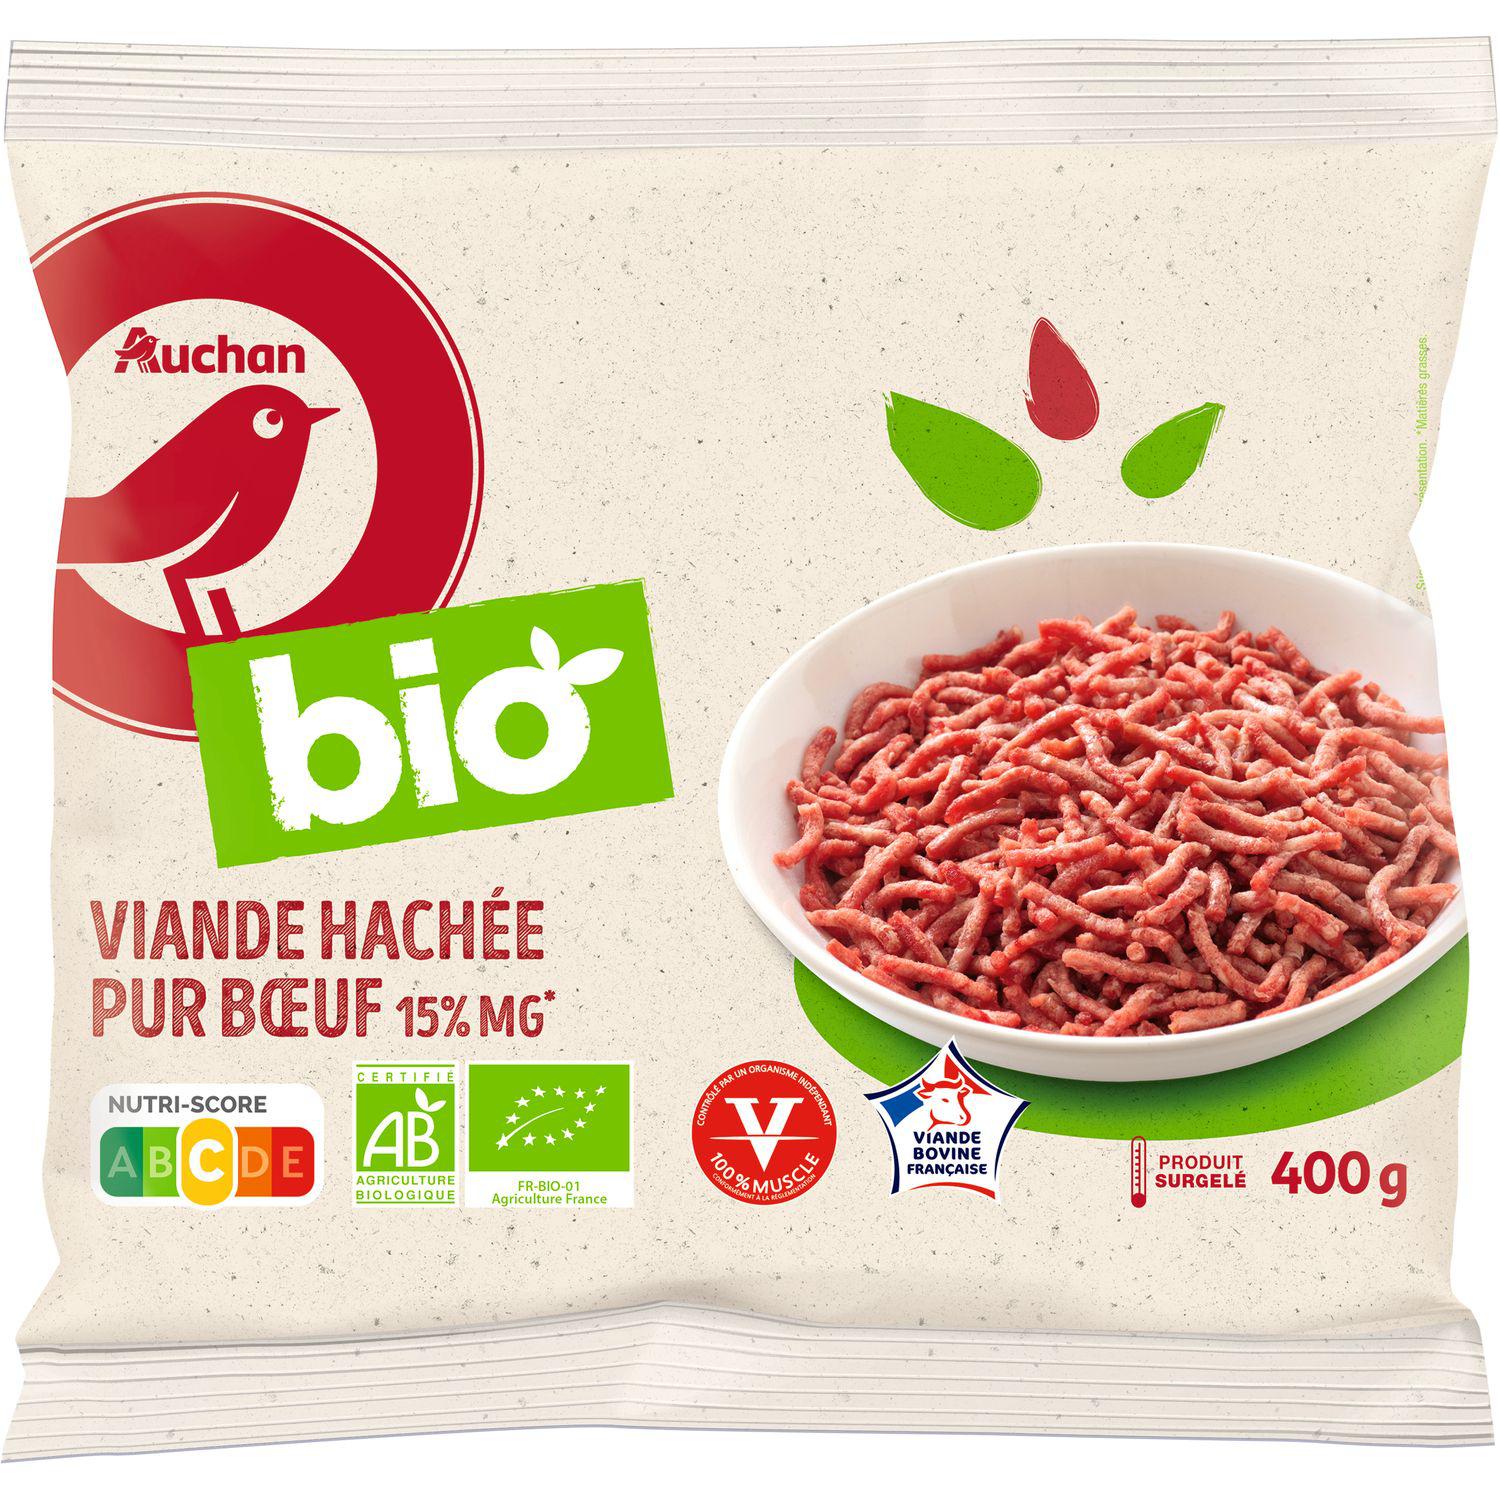 Auchan
bio
VIANDE HACHÉE
PUR BŒUF 15% MG*
NUTRI-SCORE
A B C D E
CERTIFIÉ
AB
AGRICULTURE
BIOLOGIQUE
FR-BIO-01
Agriculture France
CONTRÔLÉ PAR UN ORGANISME INDÉPENDANT
V
100% MUSCLE
CONFORMÉMENT À LA RÉGLEMENTATION
VIANDE
BOVINE
FRANÇAISE
PRODUIT
SURGELÉ
400g
*Matières grasses.